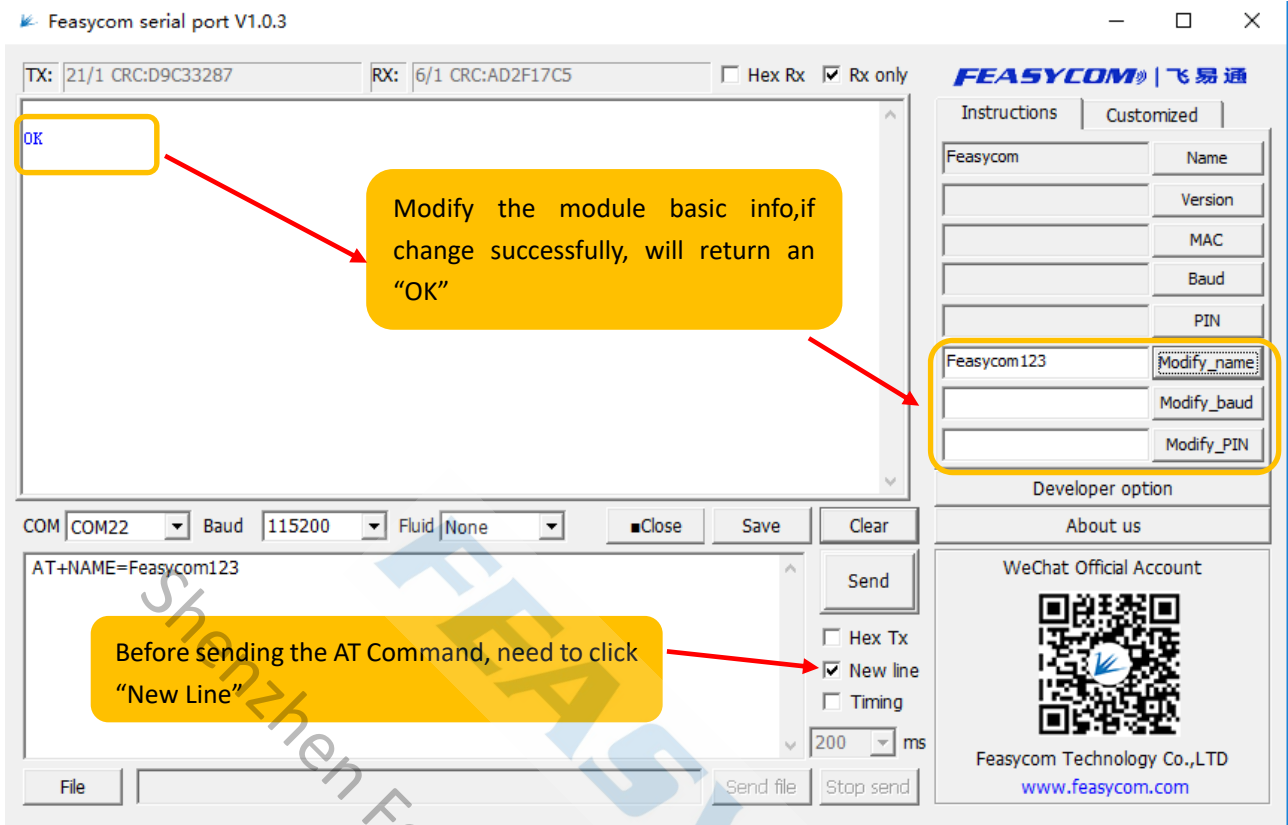 Feasycom serial port V1.0.3
TX: 21/1 CRC:D9C33287 RX: 6/1 CRC:AD2F17C5 Hex Rx Rx only
FEASYCOM | 飞易通
Instructions Customized
OK
Modify the module basic info,if
change successfully, will return an
“OK”
Feasycom Name
Version
MAC
Baud
PIN
Feasycom123 Modify_name
Modify_baud
Modify_PIN
Developer option
About us
COM COM22 Baud 115200 Fluid None ■Close Save Clear
AT+NAME=Feasycom123
Send
Before sending the AT Command, need to click
“New Line”
Hex Tx
New line
Timing
200 ms
File Send file Stop send
WeChat Official Account
Feasycom Technology Co.,LTD
www.feasycom.com
Shenzhen
FEASY